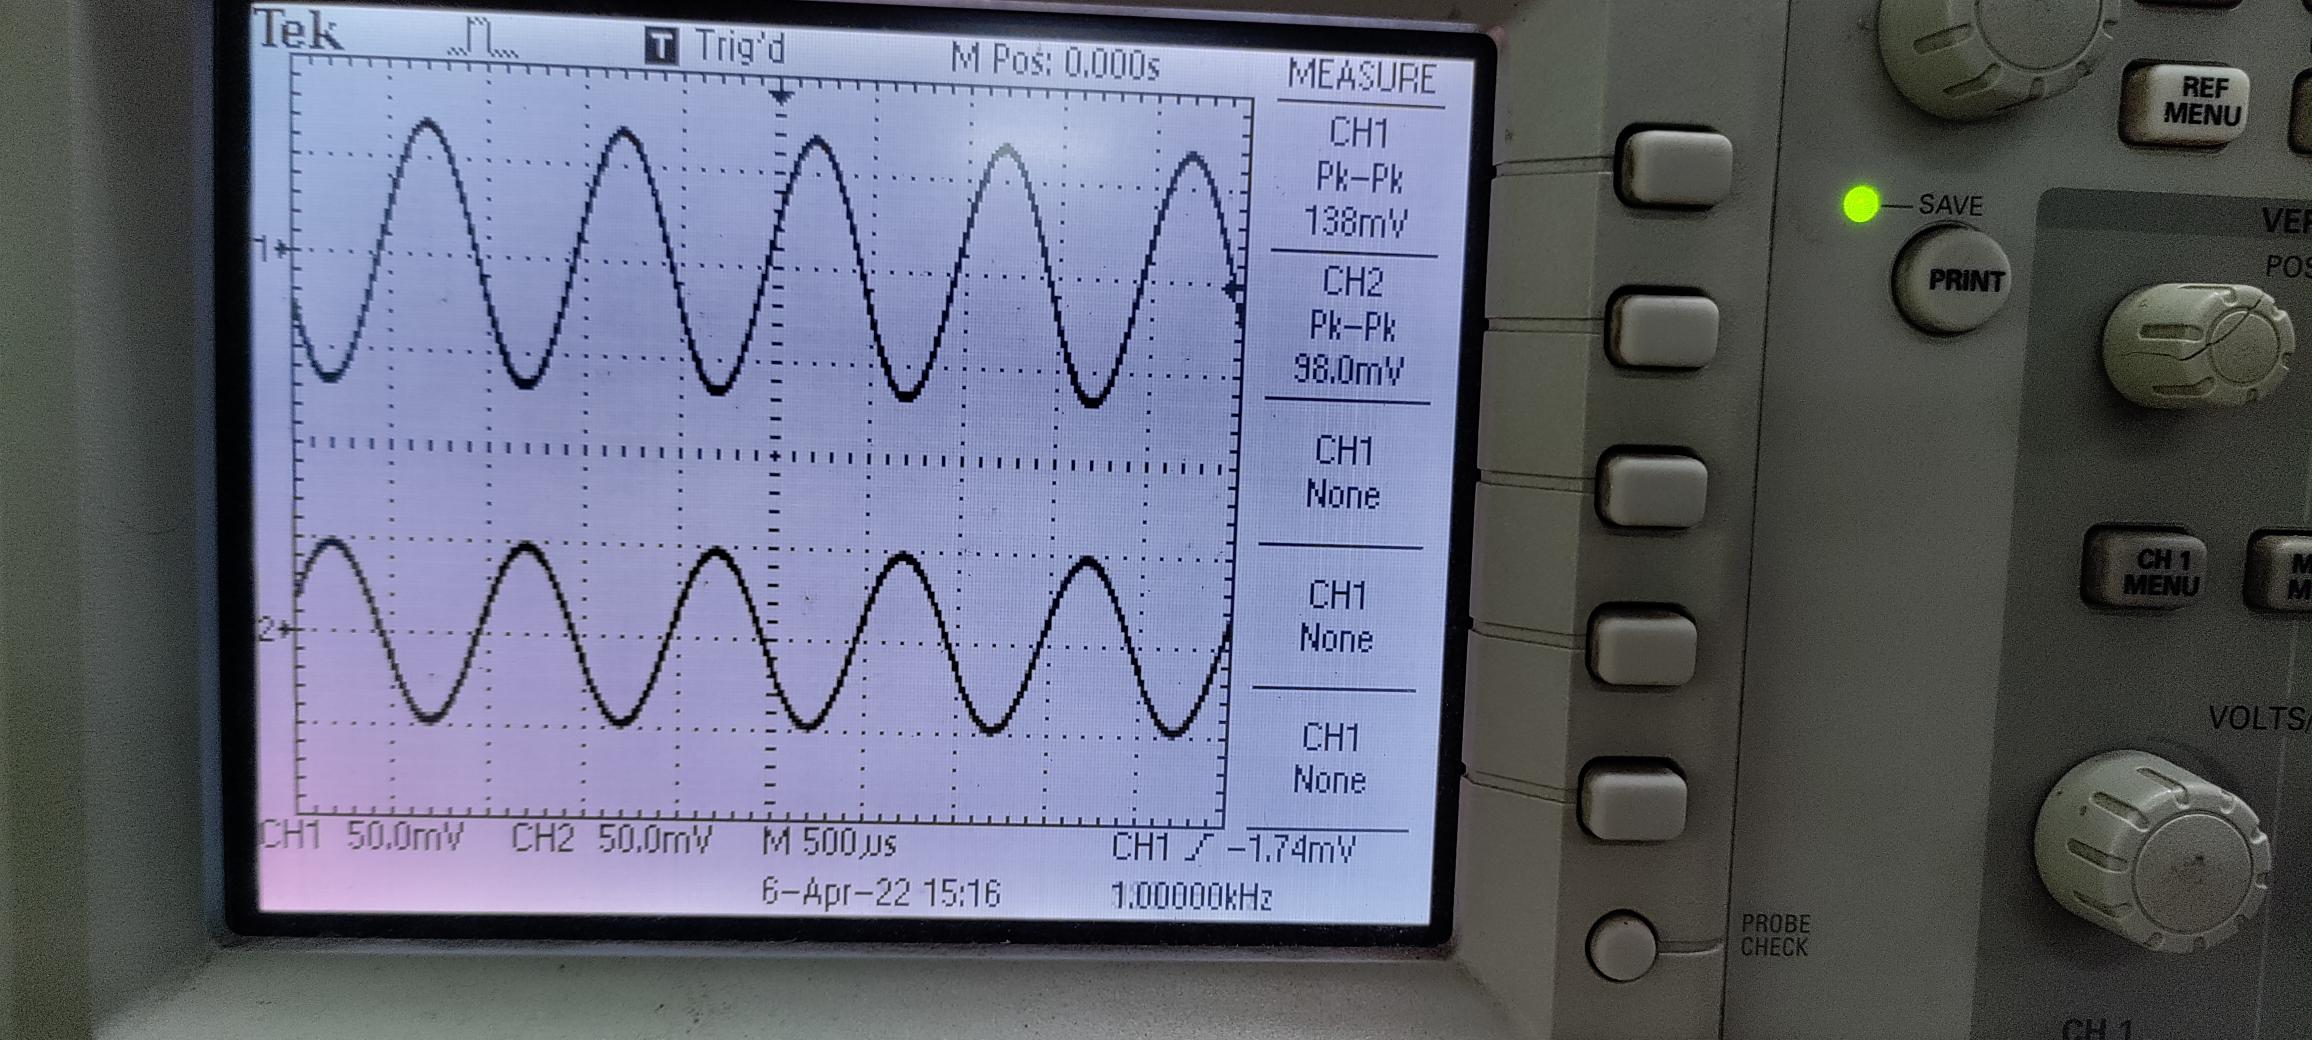 Tek
T Trig'd
M Pos: 0.000s
MEASURE
CH1
Pk-Pk
138mV
CH2
Pk-Pk
98.0mV
CH1
None
CH1
None
CH1
None
1
2
CH1 50.0mV CH2 50.0mV M 500µs CH1 -1.74mV
6-Apr-22 15:16 1.00000kHz
REF
MENU
SAVE
PRINT
CH 1
MENU
VOLTS/
PROBE
CHECK
CH 1